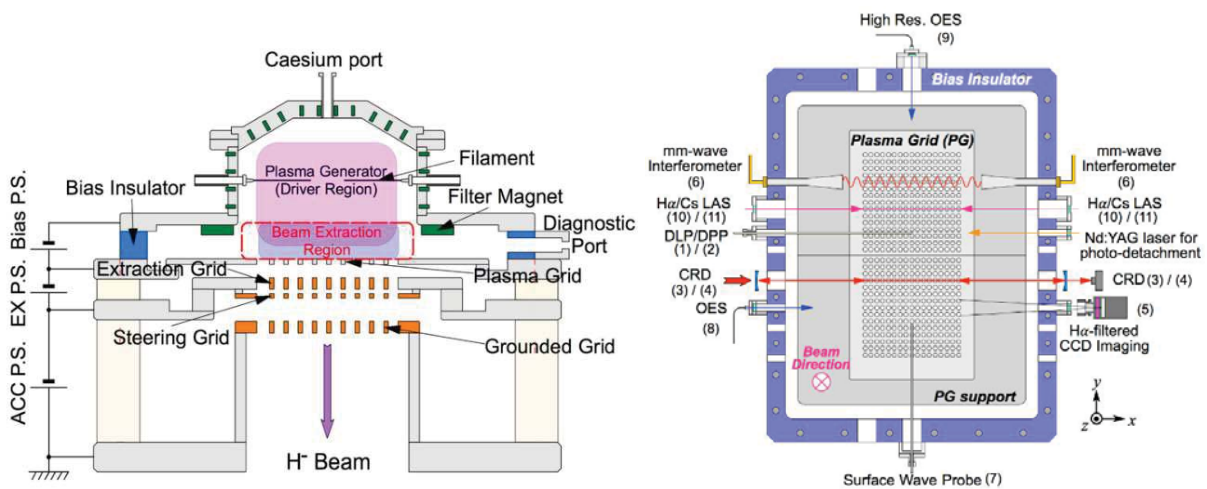 Caesium port
Plasma Generator
(Driver Region)
Filament
Bias Insulator
Filter Magnet
Beam Extraction
Region
Diagnostic
Port
Extraction Grid
Plasma Grid
Steering Grid
Grounded Grid
H⁻ Beam
Bias P.S.
EX P.S.
ACC P.S.
High Res. OES
(9)
Bias Insulator
Plasma Grid (PG)
mm-wave
Interferometer
(6)
mm-wave
Interferometer
(6)
Hα/Cs LAS
(10) / (11)
Hα/Cs LAS
(10) / (11)
DLP/DPP
(1) / (2)
Nd:YAG laser for
photo-detachment
CRD
(3) / (4)
CRD (3) / (4)
OES
(8)
(5)
Hα-filtered
CCD Imaging
Beam
Direction
PG support
y
z
x
Surface Wave Probe (7)